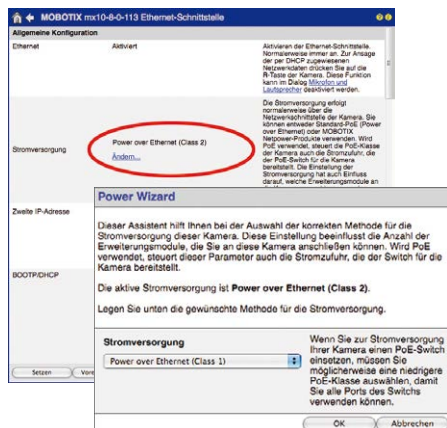 MOBOTIX mx10-8-0-113 Ethernet-Schnittstelle
Allgemeine Konfiguration
Ethernet
Aktiviert
Aktivieren der Ethernet-Schnittstelle.
Normalerweise immer an. Zur Ansage
der per DHCP zugewiesenen
Netzwerkdaten drücken Sie auf die
R-Taste der Kamera. Diese Funktion
kann im Dialog Mikrofon und
Lautsprecher deaktiviert werden.
Stromversorgung
Power over Ethernet (Class 2)
Ändern...
Die Stromversorgung erfolgt
normalerweise über die
Netzwerkschnittstelle der Kamera. Sie
können entweder Standard-PoE (Power
over Ethernet) oder MOBOTIX
Netpower-Produkte verwenden. Wird
PoE verwendet, steuert die PoE-Klasse
der Kamera auch die Stromzufuhr, die
der PoE-Switch für die Kamera
bereitstellt. Die Einstellung der
Stromversorgung hat auch Einfluss
darauf, welche Erweiterungsmodule an
Zweite IP-Adresse
BOOTP/DHCP
Setzen
Power Wizard
Dieser Assistent hilft Ihnen bei der Auswahl der korrekten Methode für die
Stromversorgung dieser Kamera. Diese Einstellung beeinflusst die Anzahl der
Erweiterungsmodule, die Sie an diese Kamera anschließen können. Wird PoE
verwendet, steuert dieser Parameter auch die Stromzufuhr, die der Switch für die
Kamera bereitstellt.
Die aktive Stromversorgung ist Power over Ethernet (Class 2).
Legen Sie unten die gewünschte Methode für die Stromversorgung.
Stromversorgung
Power over Ethernet (Class 1)
Wenn Sie zur Stromversorgung
Ihrer Kamera einen PoE-Switch
einsetzen, müssen Sie
möglicherweise eine niedrigere
PoE-Klasse auswählen, damit
Sie alle Ports des Switchs
verwenden können.
OK
Abbrechen